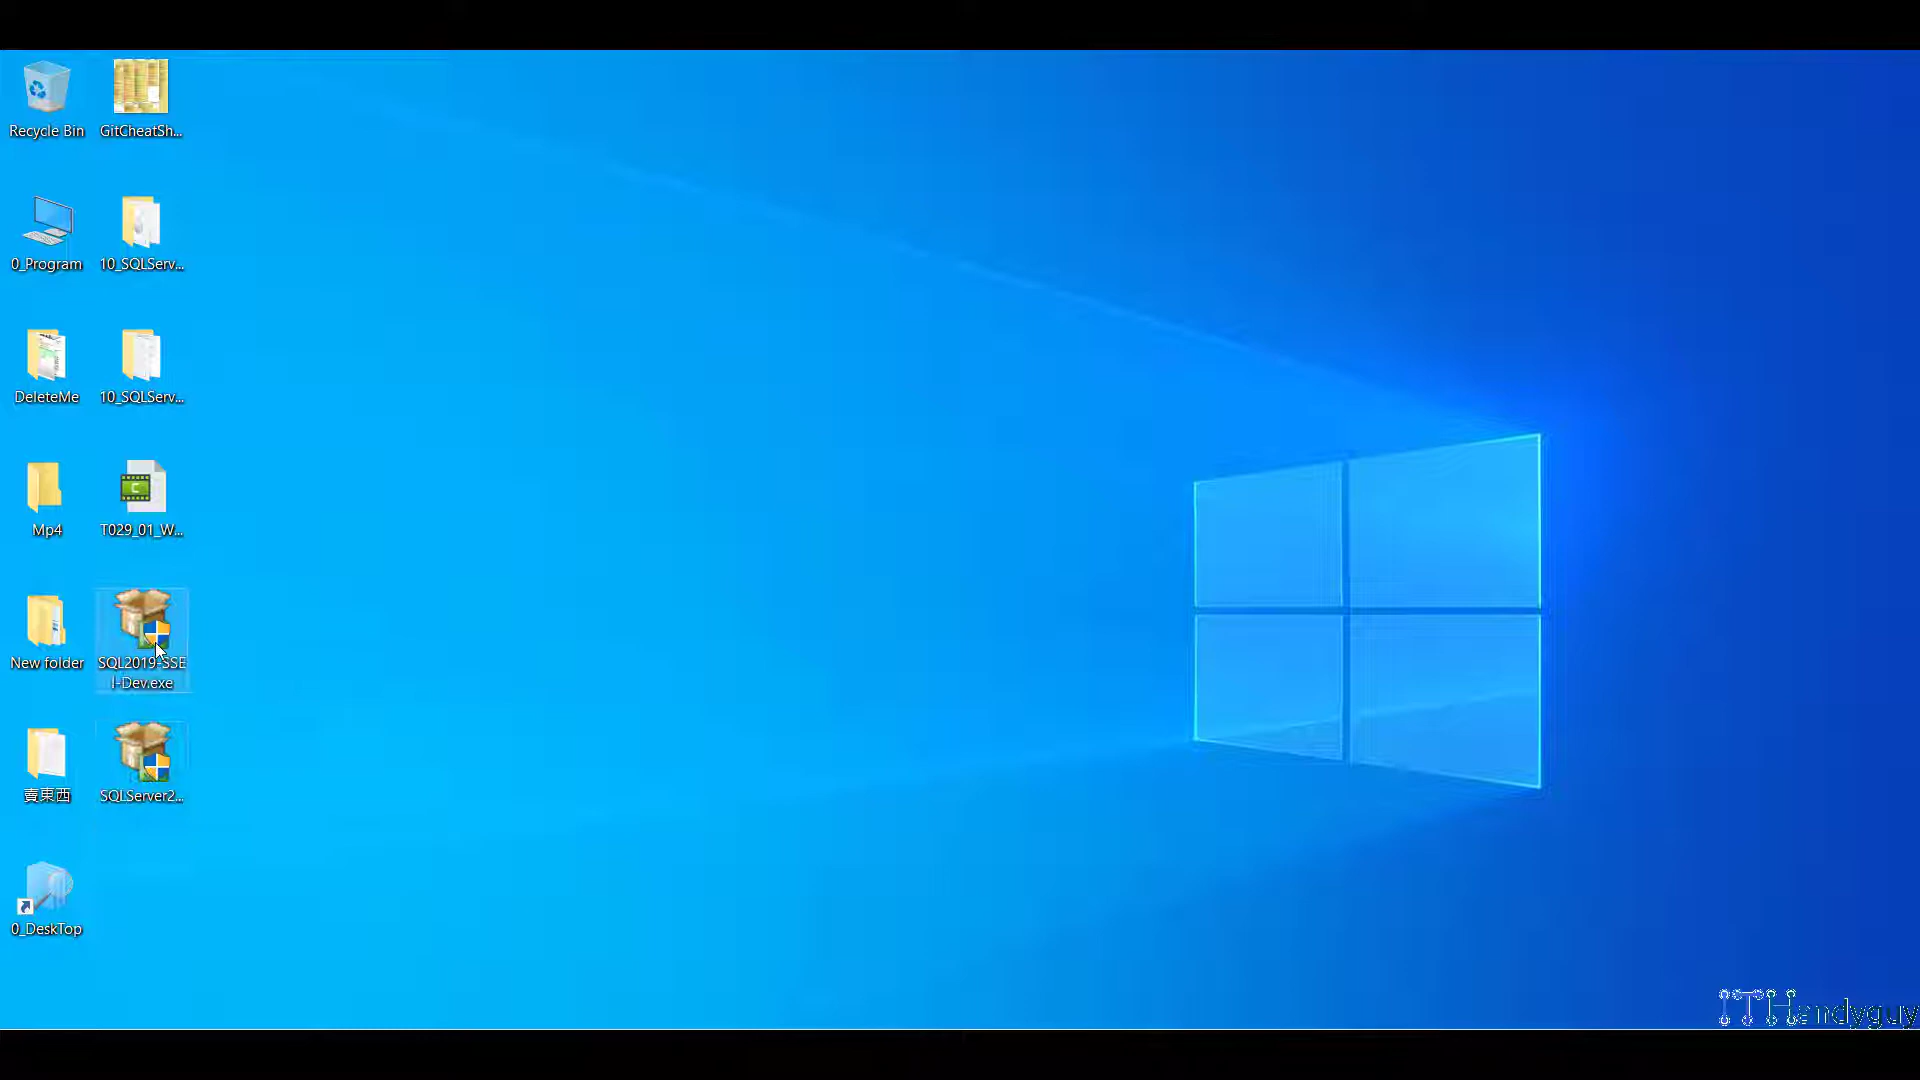 Recycle Bin
GitCheatSh...
0_Program
10_SQLServ...
DeleteMe
10_SQLServ...
Mp4
T029_01_W...
New folder
SQL2019-SSE
I-Dev.exe
賣東西
SQLServer2...
0_DeskTop
ITHandyguy